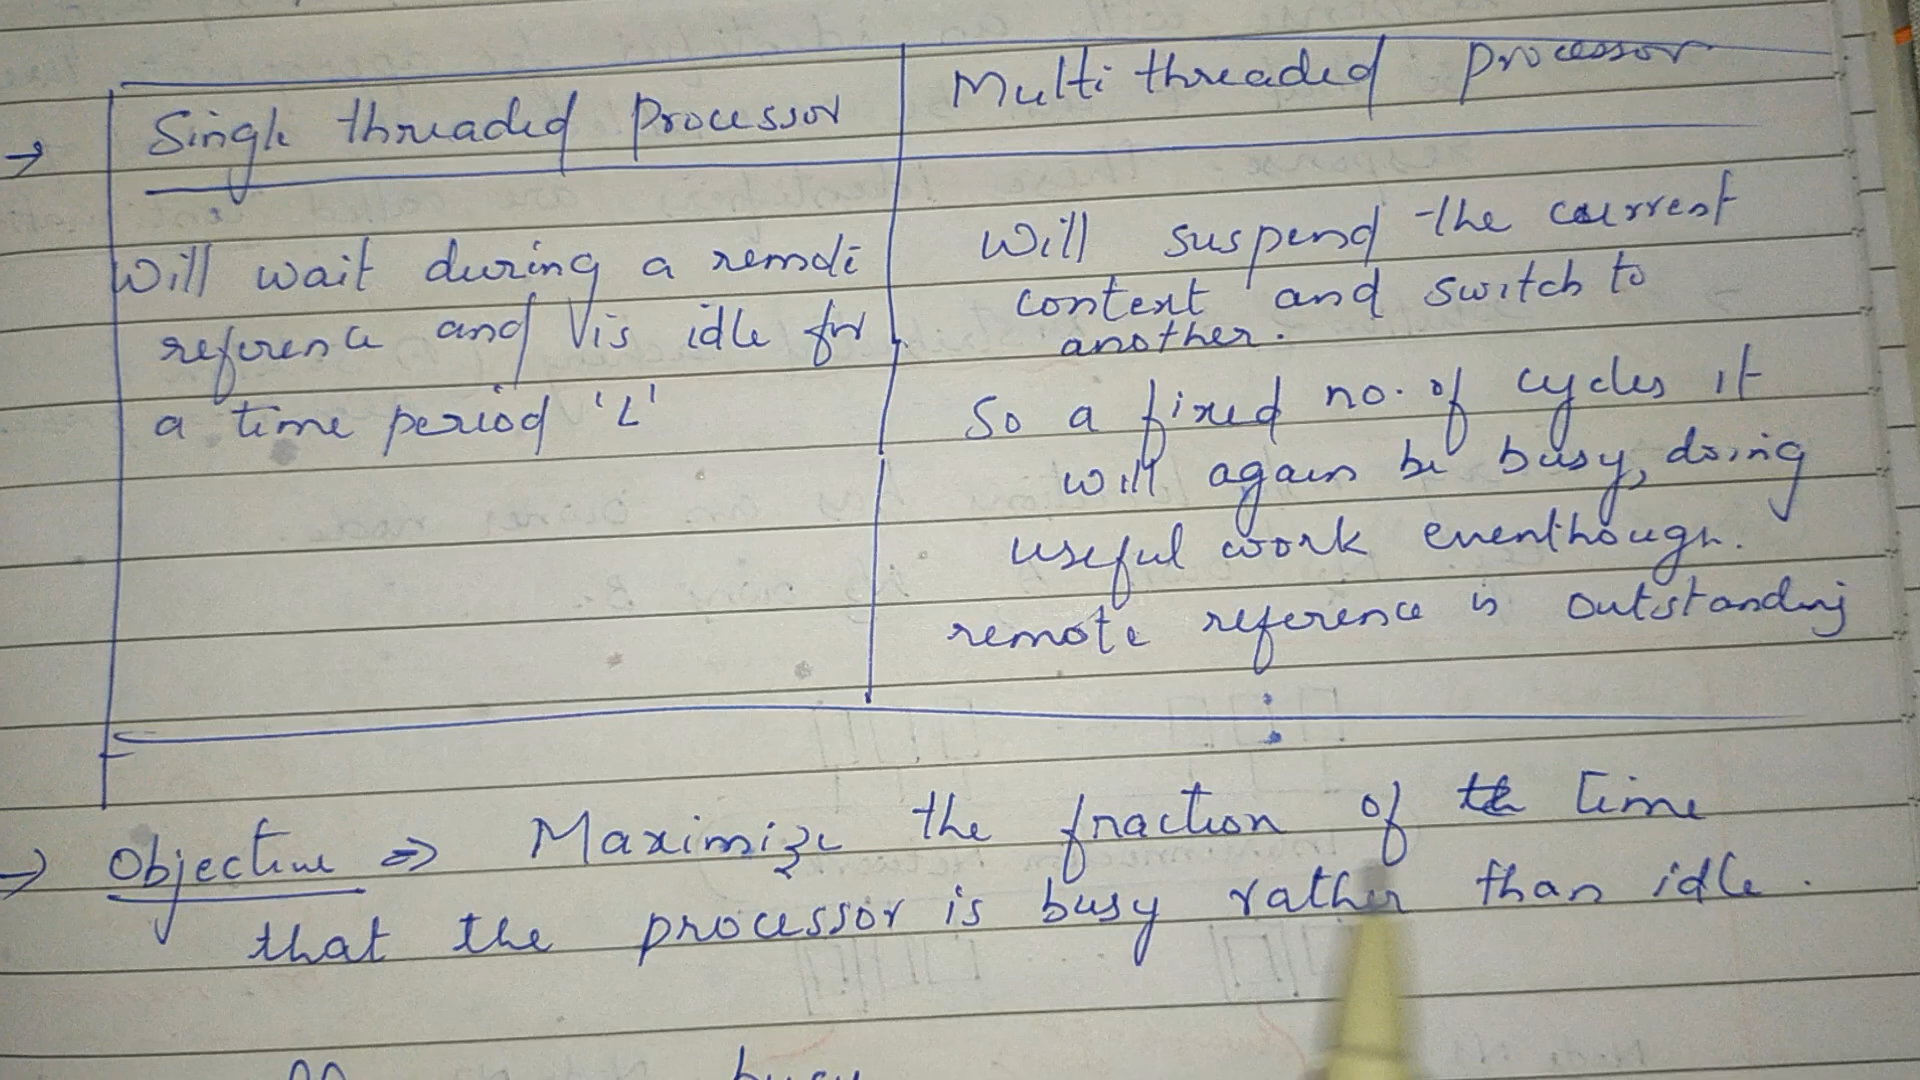 Single threaded Processor
Will wait during a remote
reference and is idle for
a time period 'L'
Multi threaded processor
Will suspend the current
context and switch to
another.
So a fixed no. of cycles it
will again be busy, doing
useful work eventhough.
remote reference is outstanding
→ Objective ⇒ Maximize the fraction of te time
that the processor is busy rather than idle.
busy